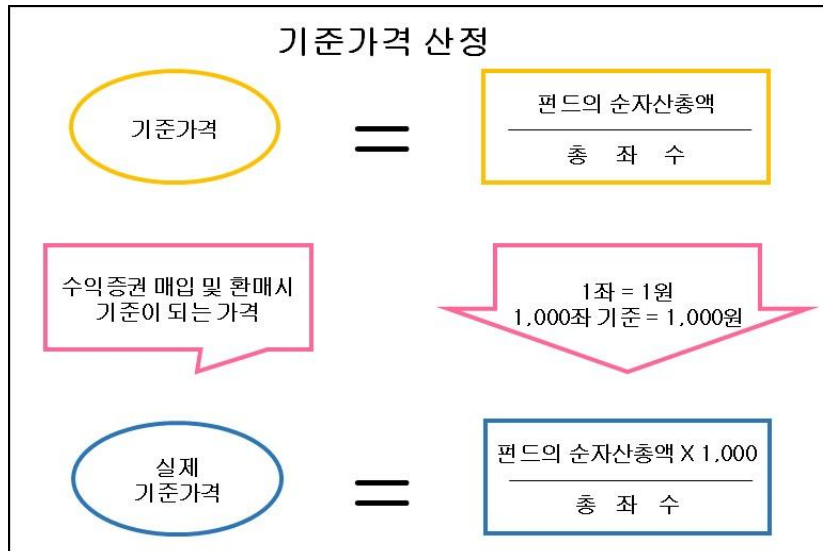 기준가격 산정
기준가격
=
펀드의 순자산총액
총 좌 수
수익증권 매입 및 환매시
기준이 되는 가격
1좌 = 1원
1,000좌 기준 = 1,000원
실제
기준가격
=
펀드의 순자산총액 X 1,000
총 좌 수